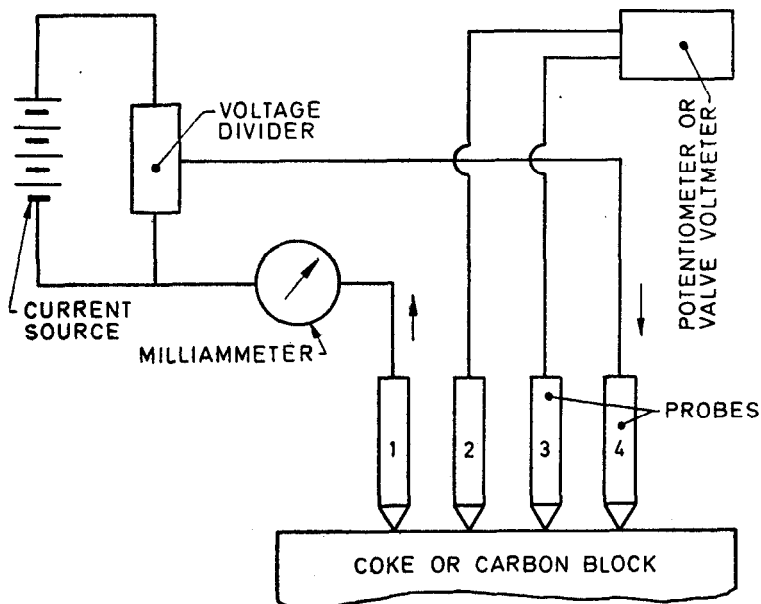 VOLTAGE
DIVIDER
POTENTIOMETER OR
VALVE VOLTMETER
CURRENT
SOURCE
MILLIAMMETER
PROBES
1
2
3
4
COKE OR CARBON BLOCK